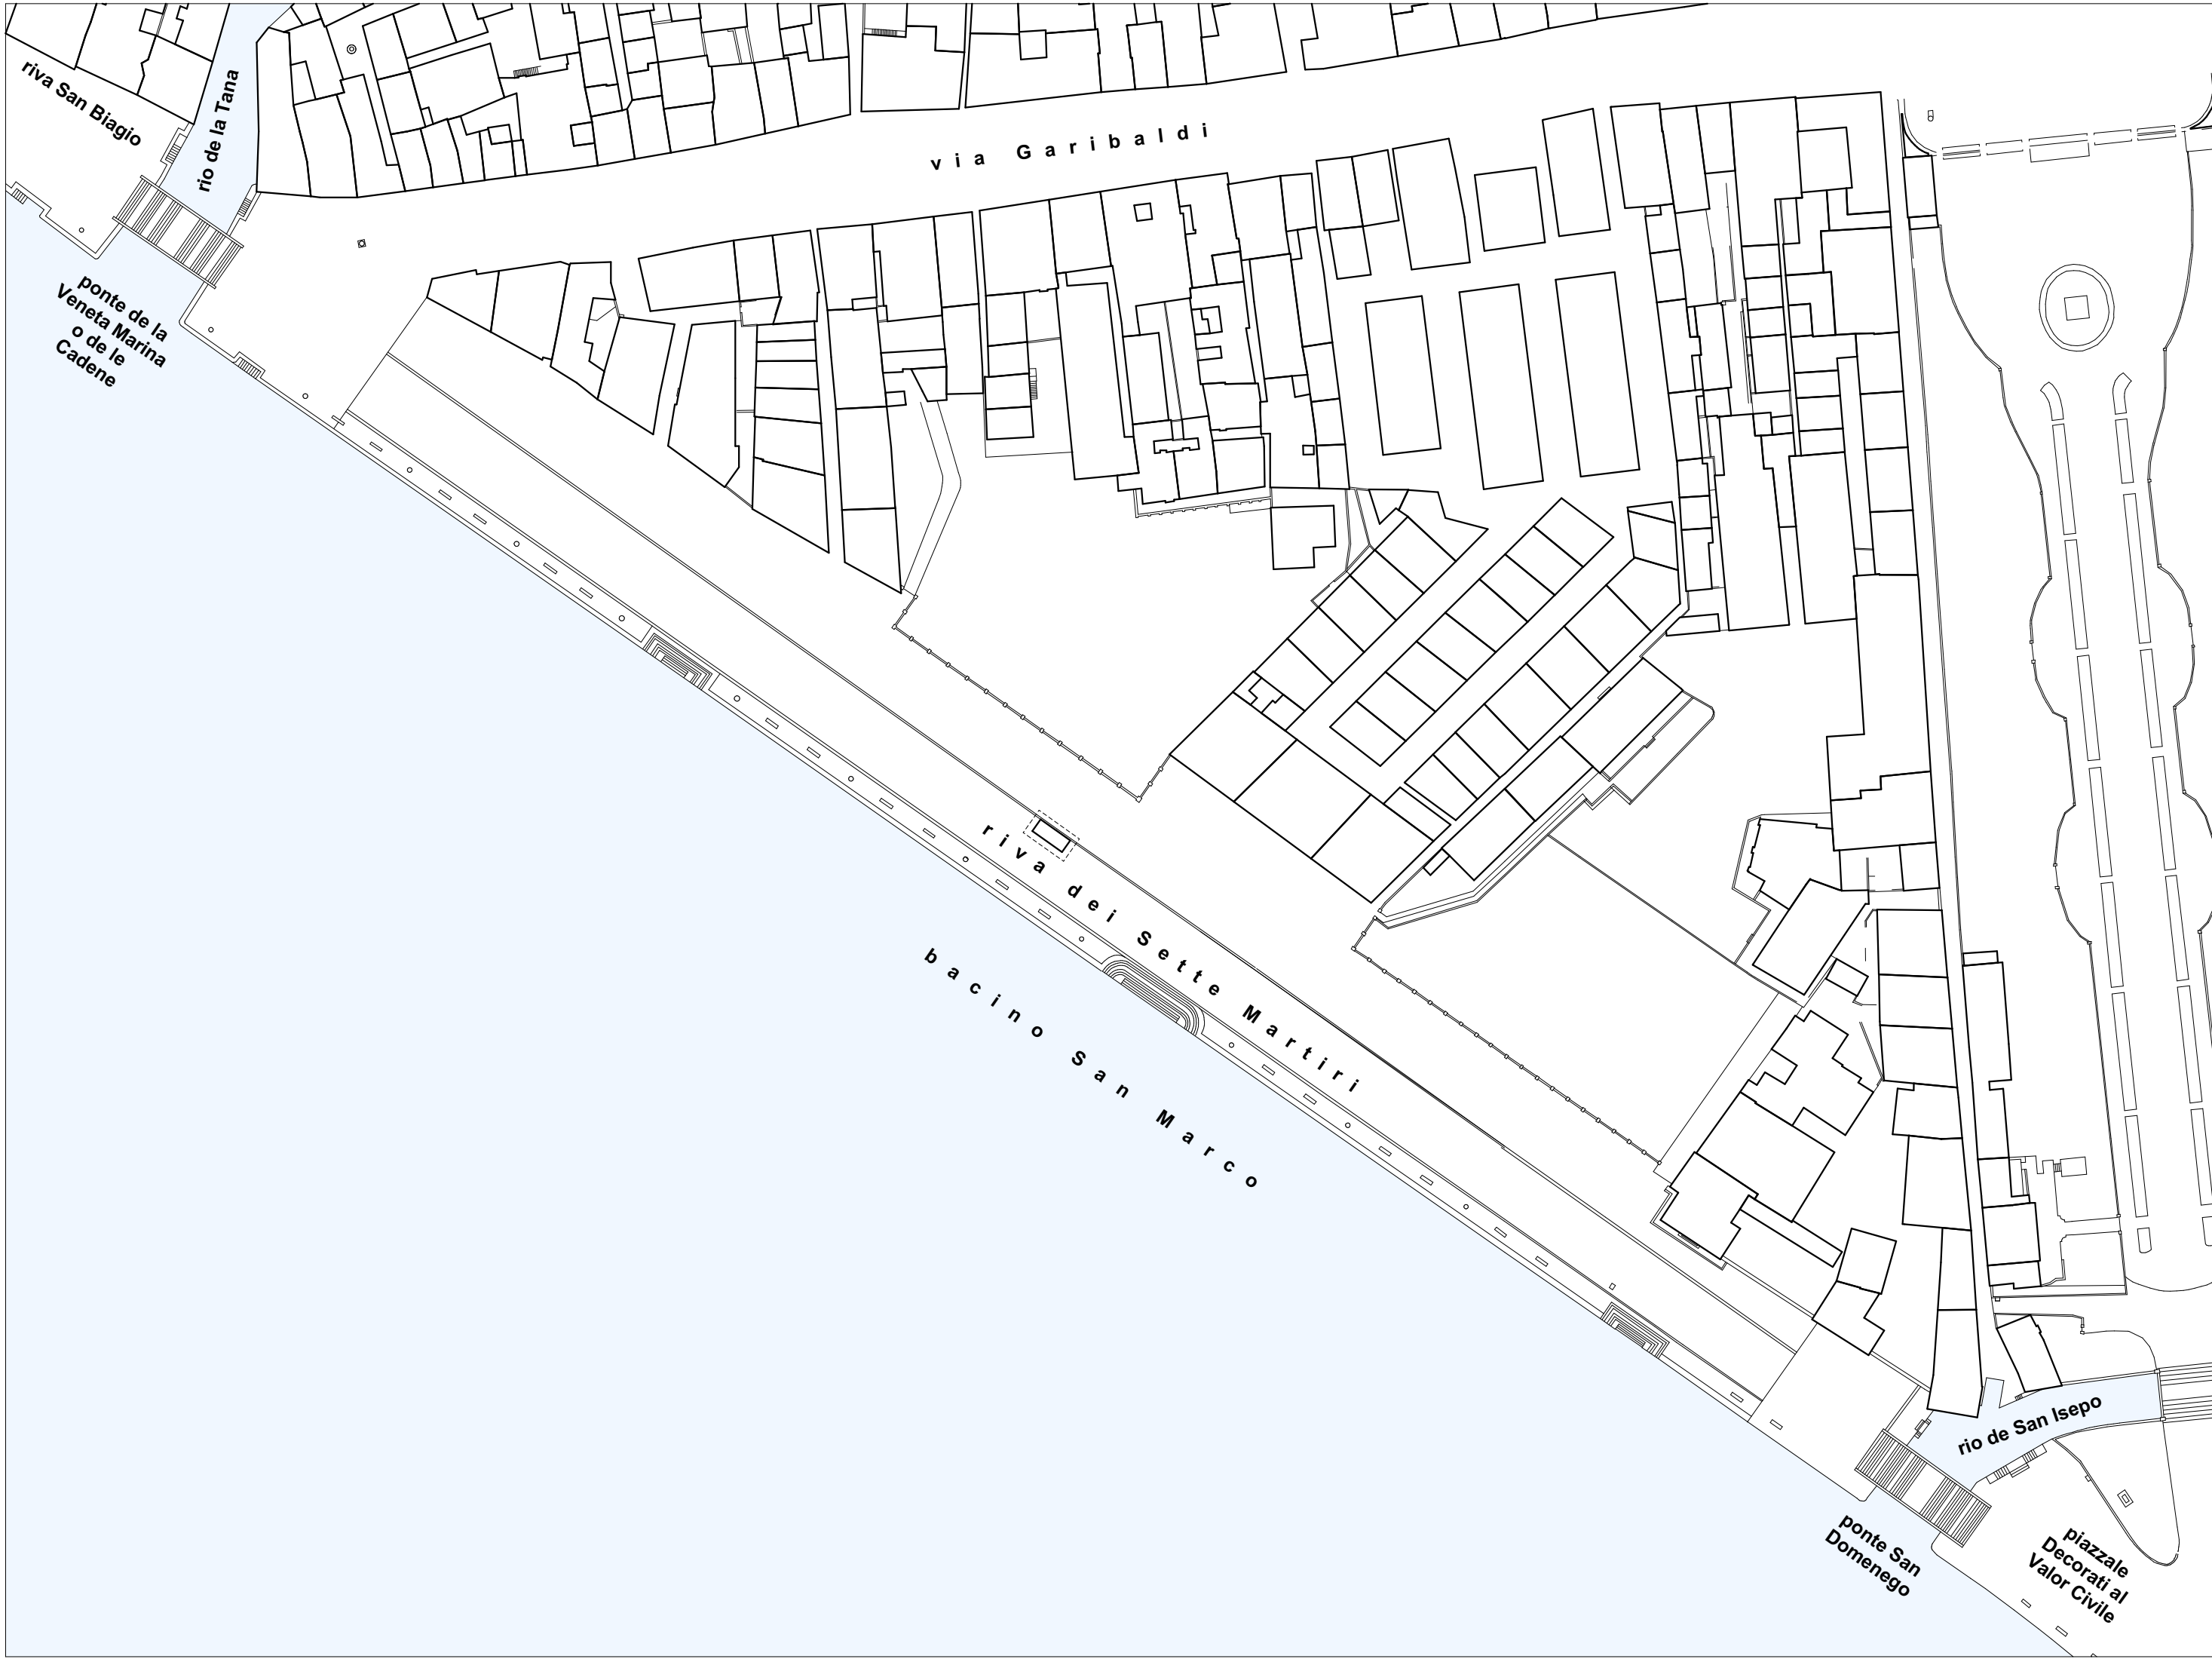 riva San Biagio
rio de la Tana
via Garibaldi
ponte de la
Veneta Marina
o de le
Cadene
riva dei Sette Martiri
bacino San Marco
rio de San Isepo
ponte San
Domenego
piazzale
Decorati al
Valor Civile